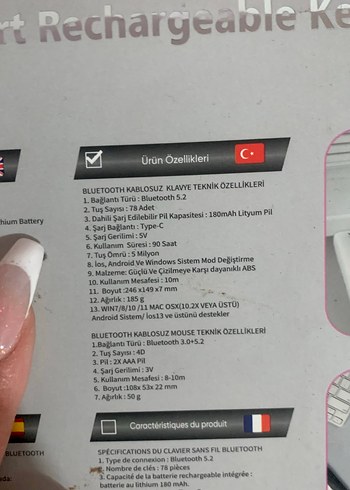 rt Rechargeable Ke
Ürün Özellikleri
BLUETOOTH KABLOSUZ KLAVYE TEKNİK ÖZELLİKLERİ
1. Bağlantı Türü : Bluetooth 5.2
2. Tuş Sayısı : 78 Adet
3. Dahili Şarj Edilebilir Pil Kapasitesi : 180mAh Lityum Pil
hium Battery
4. Şarj Bağlantı : Type-C
5. Şarj Gerilimi : 5V
6. Kullanım Süresi : 90 Saat
7. Tuş Ömrü : 5 Milyon
8. İos, Android Ve Windows Sistem Mod Değiştirme
9. Malzeme: Güçlü Ve Çizilmeye Karşı dayanıklı ABS
10. Kullanım Mesafesi : 10m
11. Boyut :246 x149 x7 mm
12. Ağırlık : 185 g
13. WIN7/8/10 /11 MAC OSX(10.2X VEYA ÜSTÜ)
Android Sistem/ İos13 ve üstünü destekler
BLUETOOTH KABLOSUZ MOUSE TEKNİK ÖZELLİKLERİ
1.Bağlantı Türü : Bluetooth 3.0+5.2
2. Tuş Sayısı : 4D
3. Pil : 2X AAA Pil
4. Şarj Gerilimi : 3V
5. Kullanım Mesafesi : 8-10m
6. Boyut :108x 53x 22 mm
7. Ağırlık : 50 g
Caractéristiques du produit
BLUETOOTH
SPÉCIFICATIONS DU CLAVIER SANS FIL BLUETOOTH
1. Type de connexion : Bluetooth 5.2
2. Nombre de clés : 78 pièces
3. Capacité de la batterie rechargeable intégrée :
ada:
batterie au lithium 180 mAh.